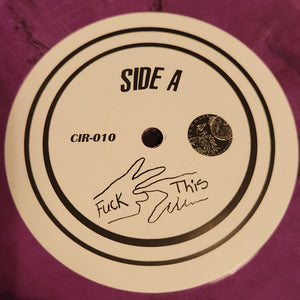 SIDE A
CIR-010
Fuck This